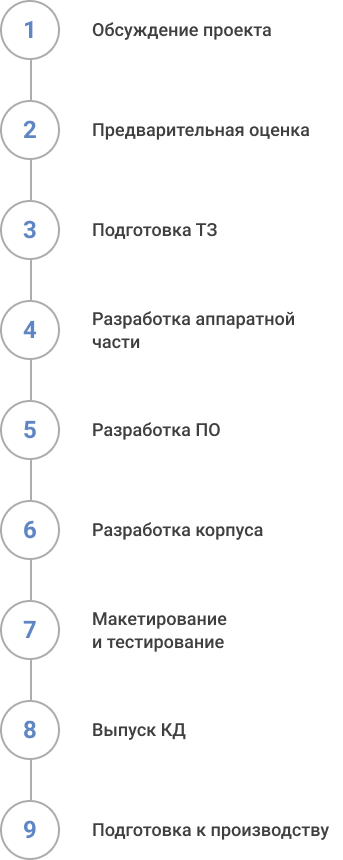 1
Обсуждение проекта
2
Предварительная оценка
3
Подготовка ТЗ
4
Разработка аппаратной
части
5
Разработка ПО
6
Разработка корпуса
7
Макетирование
и тестирование
8
Выпуск КД
9
Подготовка к производству